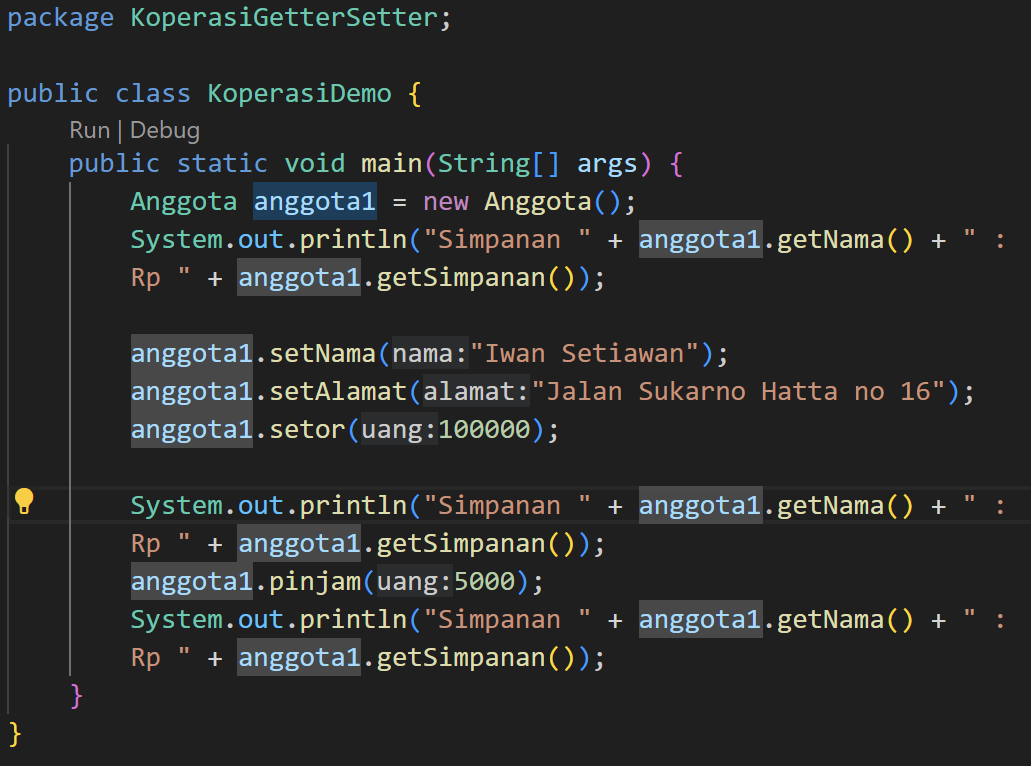 package KoperasiGetterSetter;
public class KoperasiDemo {
Run | Debug
public static void main(String[] args) {
Anggota anggota1 = new Anggota();
System.out.println("Simpanan " + anggota1.getNama() + " :
Rp " + anggota1.getSimpanan());
anggota1.setNama(nama:"Iwan Setiawan");
anggota1.setAlamat(alamat:"Jalan Sukarno Hatta no 16");
anggota1.setor(uang:100000);
System.out.println("Simpanan " + anggota1.getNama() + " :
Rp " + anggota1.getSimpanan());
anggota1.pinjam(uang:5000);
System.out.println("Simpanan " + anggota1.getNama() + " :
Rp " + anggota1.getSimpanan());
}
}